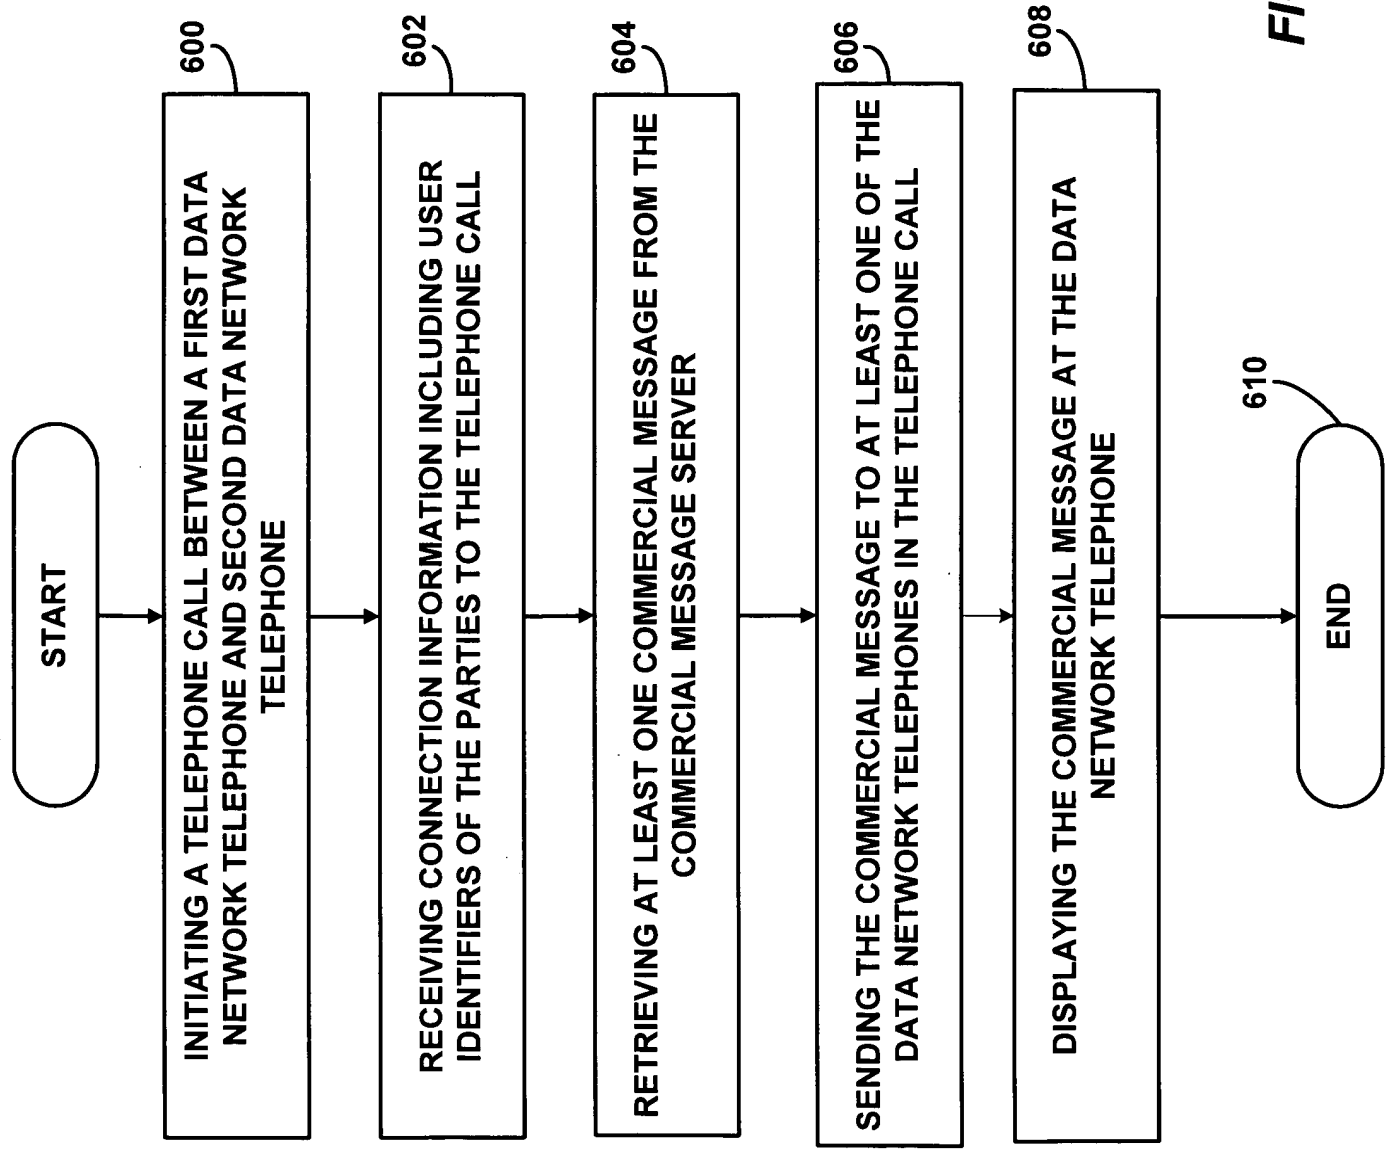 START
600
INITIATING A TELEPHONE CALL BETWEEN A FIRST DATA
NETWORK TELEPHONE AND SECOND DATA NETWORK
TELEPHONE
602
RECEIVING CONNECTION INFORMATION INCLUDING USER
IDENTIFIERS OF THE PARTIES TO THE TELEPHONE CALL
604
RETRIEVING AT LEAST ONE COMMERCIAL MESSAGE FROM THE
COMMERCIAL MESSAGE SERVER
606
SENDING THE COMMERCIAL MESSAGE TO AT LEAST ONE OF THE
DATA NETWORK TELEPHONES IN THE TELEPHONE CALL
608
DISPLAYING THE COMMERCIAL MESSAGE AT THE DATA
NETWORK TELEPHONE
610
END